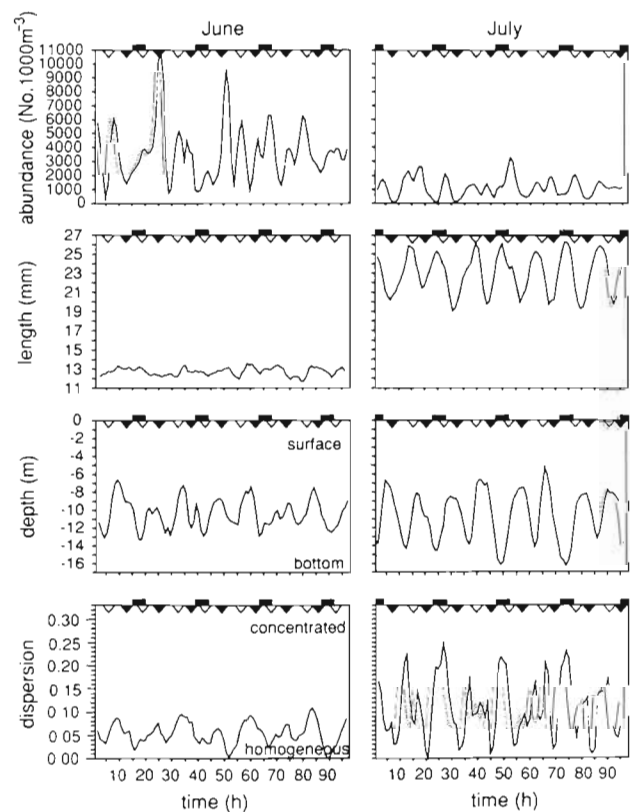 June
July
abundance (No.1000m⁻³)
11000
10000
9000
8000
7000
6000
5000
4000
3000
2000
1000
0
length (mm)
27
25
23
21
19
17
15
13
11
depth (m)
0
-2
-4
-6
-8
-10
-12
-14
-16
surface
bottom
dispersion
0.30
0.25
0.20
0 15
0 10
0 05
0 00
concentrated
homogeneous
10 20 30 40 50 60 70 80 90
10 20 30 40 50 60 70 80 90
time (h)
time (h)